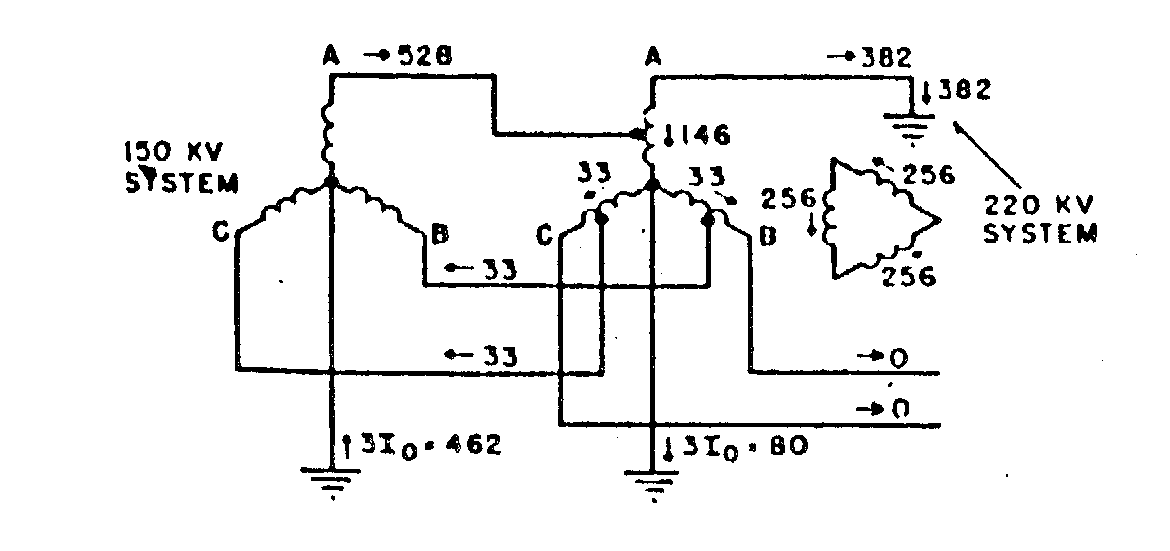 A →528
A →382
↓382
150 KV
SYSTEM
↓146
33
33
256
256
220 KV
SYSTEM
C
B
C
B
256
←33
←33
→0
→0
↑3I₀=462
↓3I₀=80